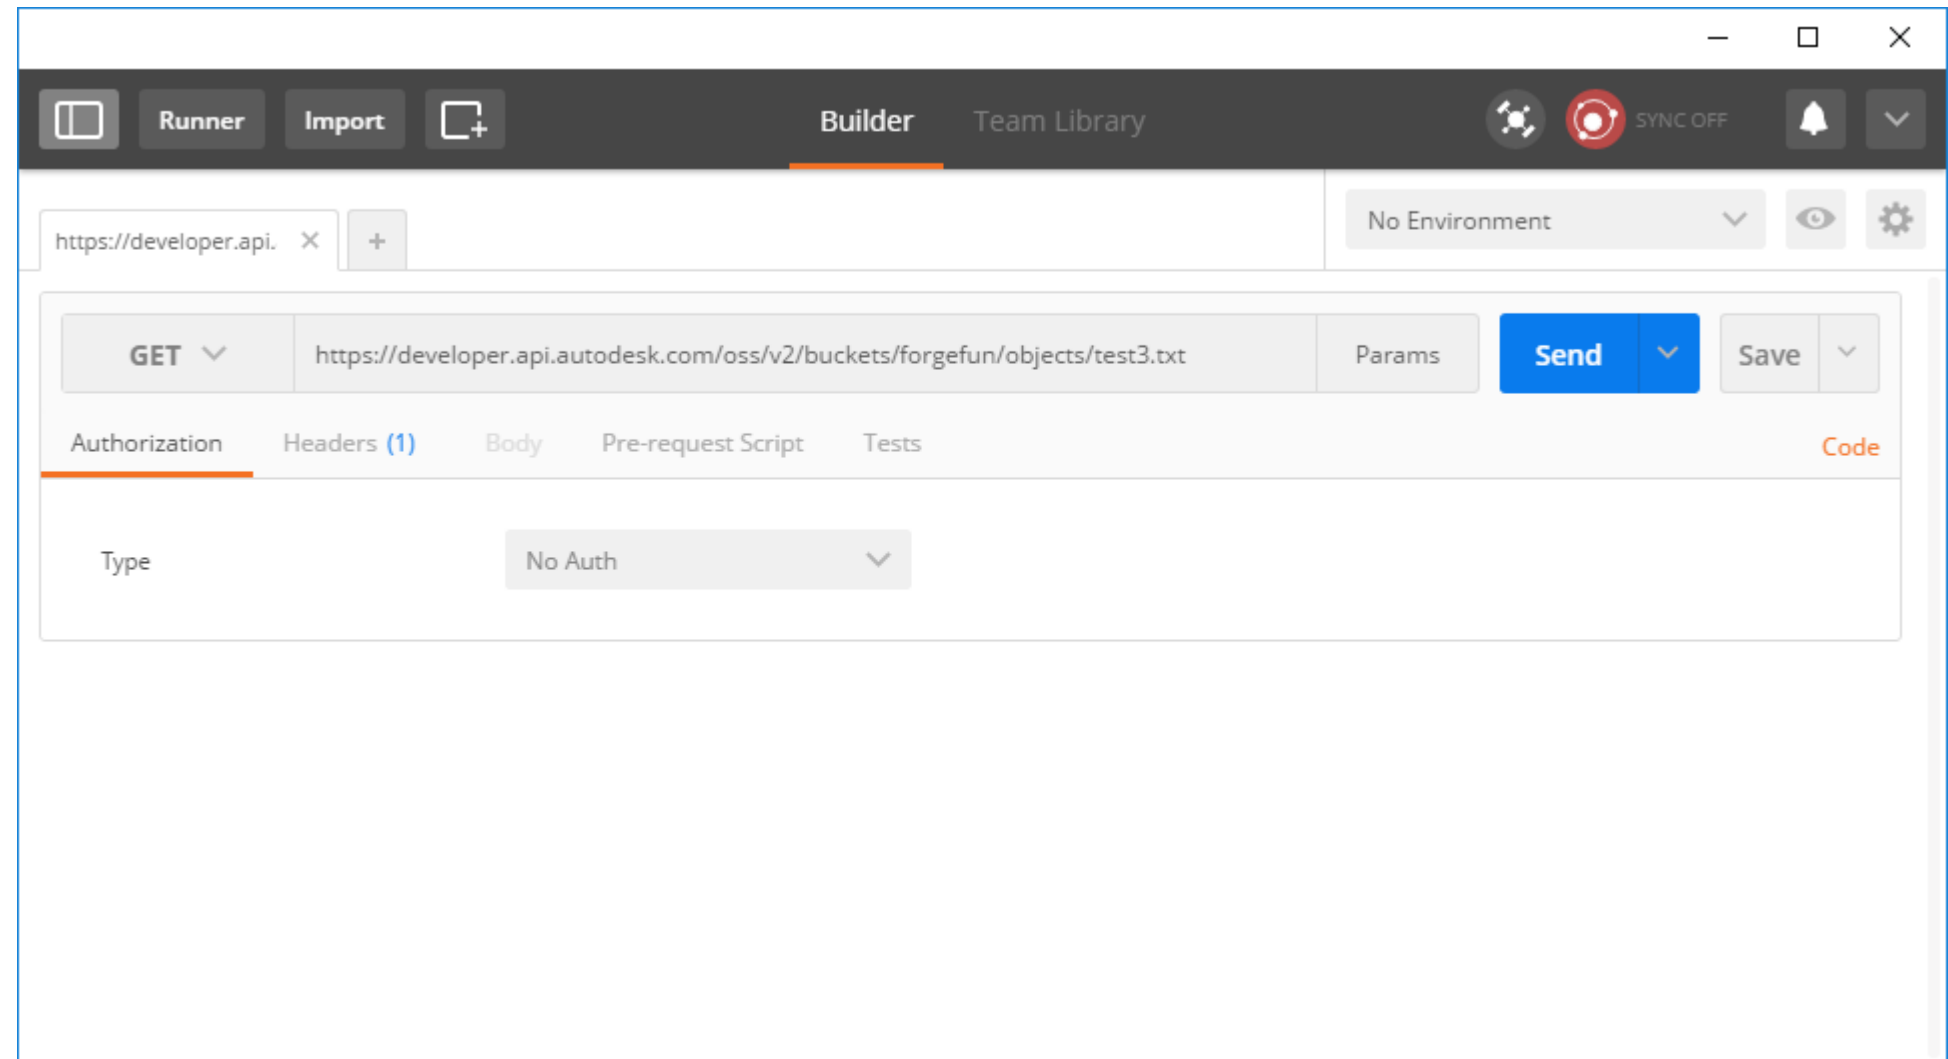 Runner Import Builder Team Library SYNC OFF
https://developer.api. No Environment
GET https://developer.api.autodesk.com/oss/v2/buckets/forgefun/objects/test3.txt Params Send Save
Authorization Headers (1) Body Pre-request Script Tests Code
Type No Auth